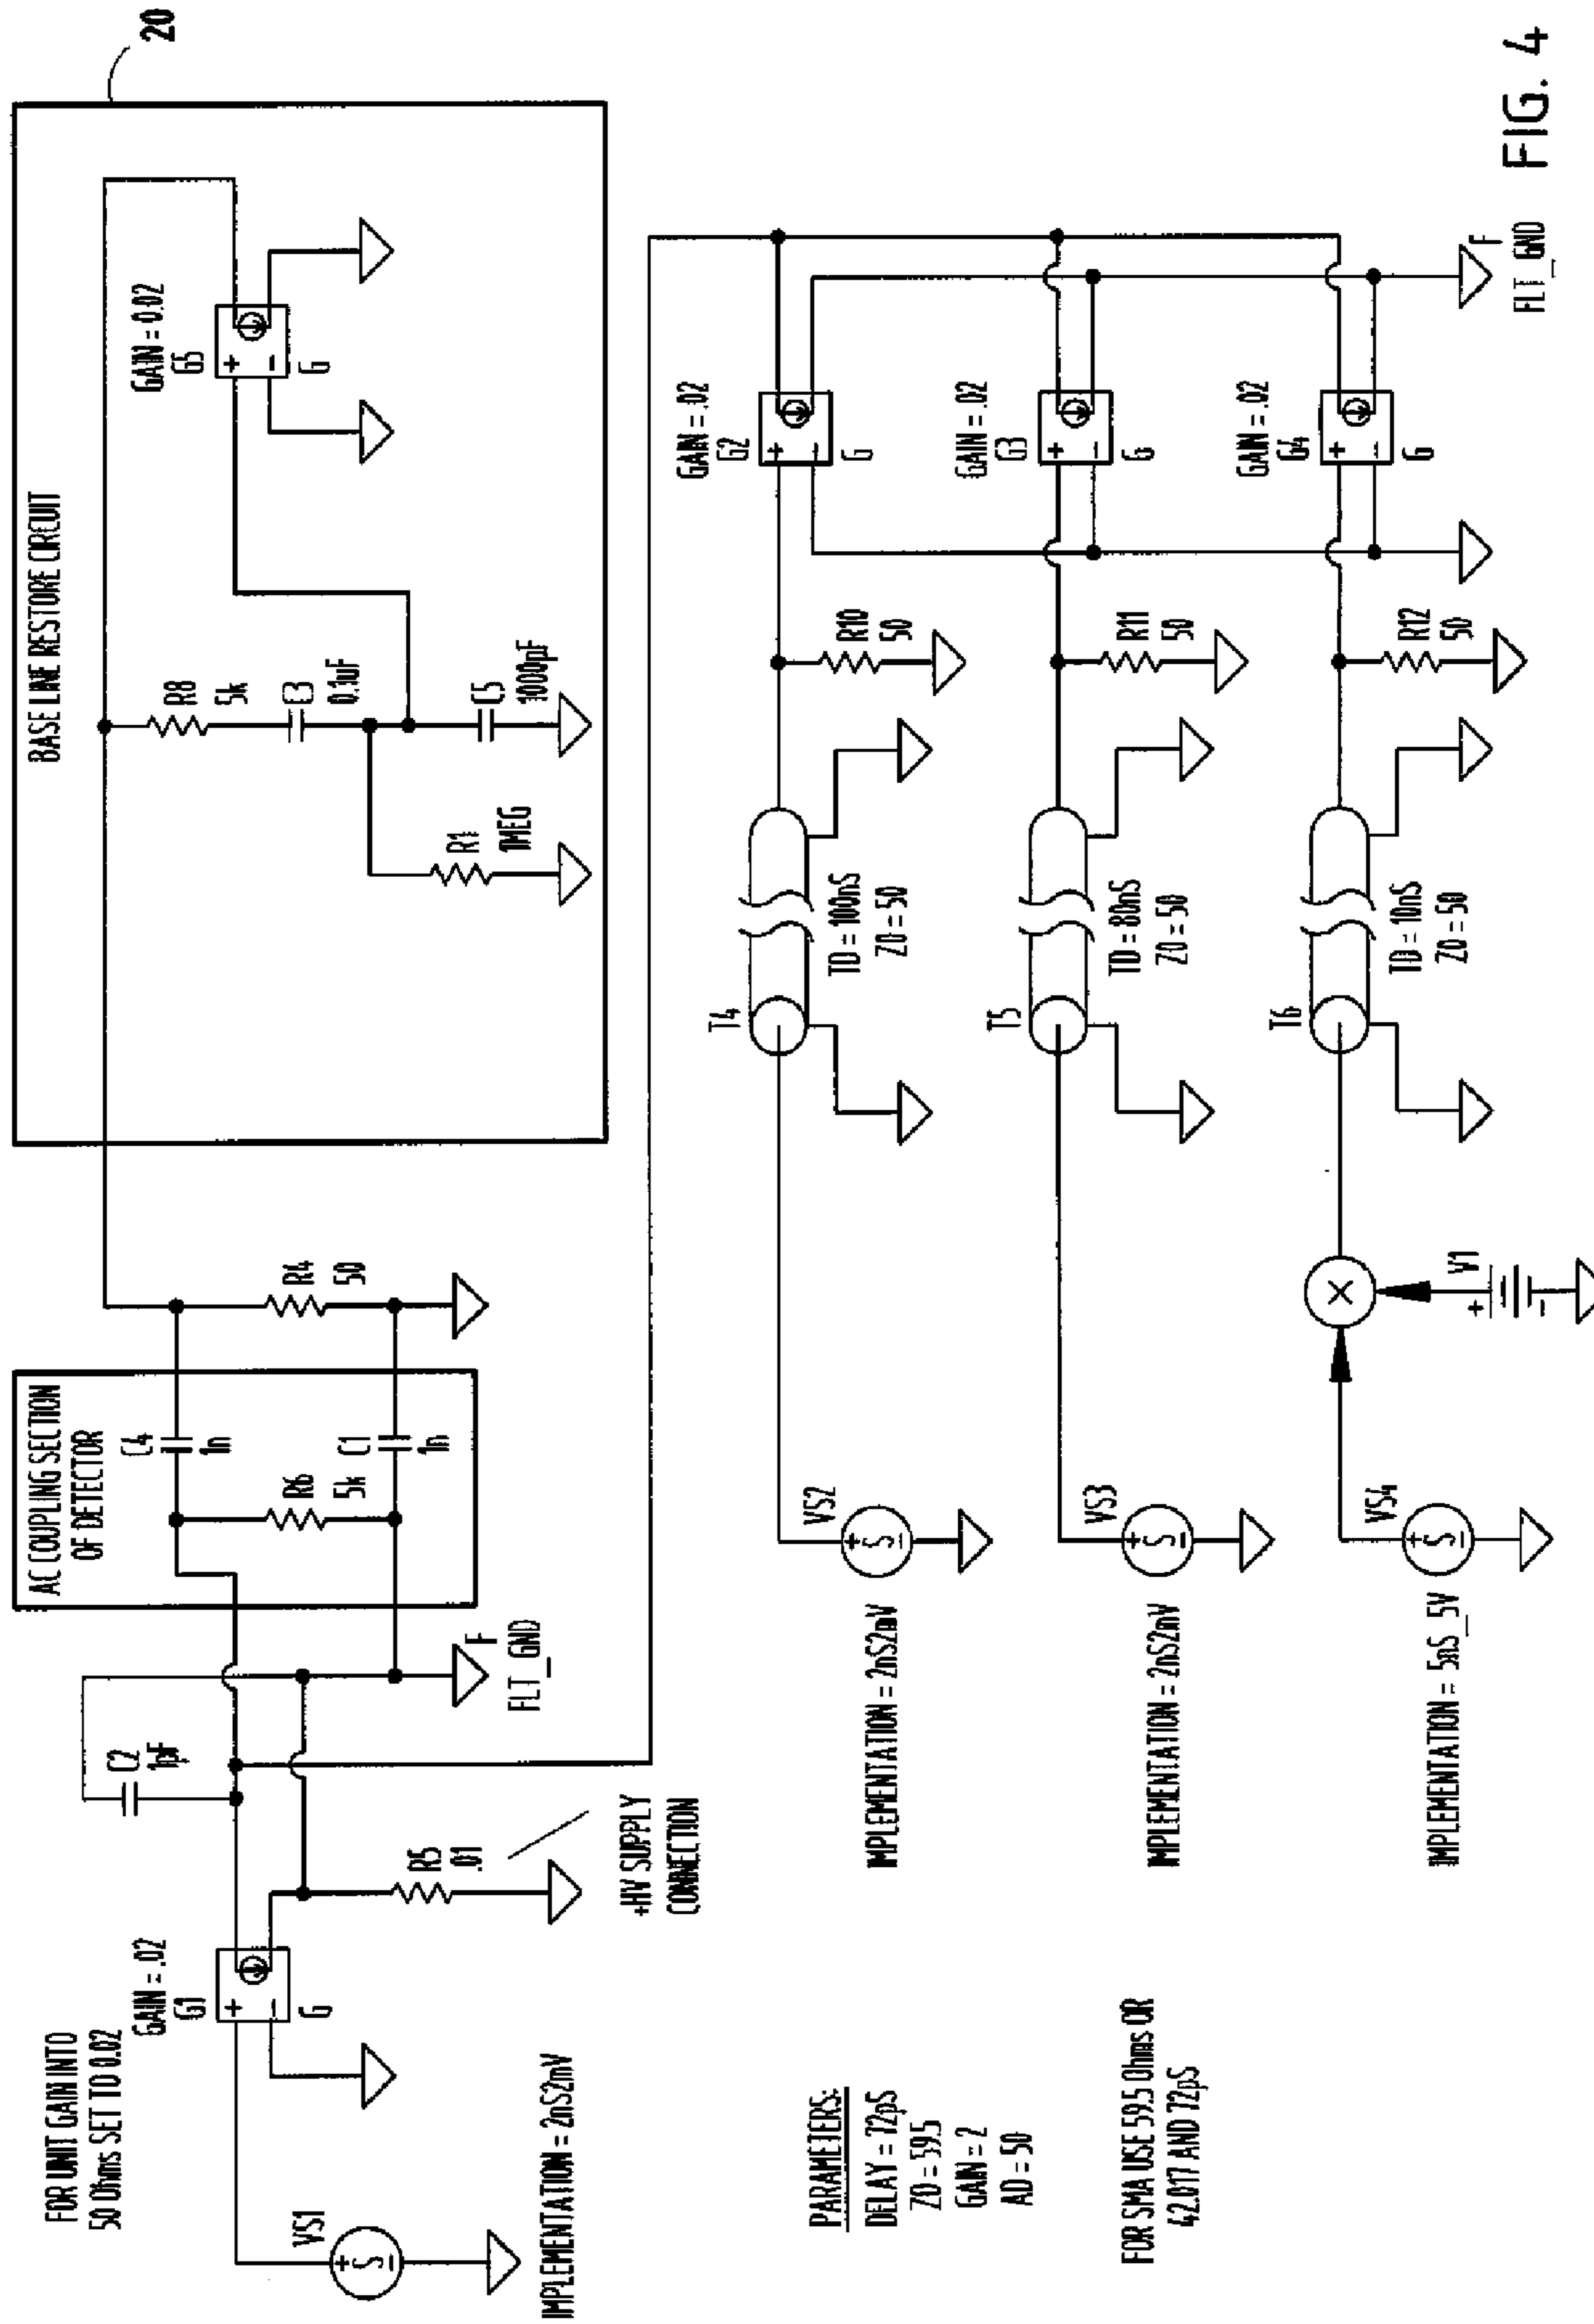 20
BASE LINE RESTORE CIRCUIT
GAIN = 0.02
G5
+
-
G
R8
5k
C3
0.1uF
C5
1000pF
R1
1MEG
R4
50
AC COUPLING SECTION
OF DETECTOR
C4
1n
R6
5k
C1
1n
F
FLT_GND
C2
1pF
R5
.01
+HV SUPPLY
CONNECTION
FOR UNIT GAIN INTO
50 Ohms SET TO 0.02
GAIN = .02
G1
+
-
G
VS1
+
S
-
IMPLEMENTATION = 2nS2mV
PARAMETERS:
DELAY = 72pS
Z0 = 59.5
GAIN = 2
AD = 50
FOR SMA USE 59.5 Ohms OR
42.017 AND 72pS
IMPLEMENTATION = 2nS2mV
VS2
+
S
-
T4
TD = 100nS
Z0 = 50
R10
50
GAIN = .02
G2
+
-
G
IMPLEMENTATION = 2nS2mV
VS3
+
S
-
T5
TD = 80nS
Z0 = 50
R11
50
GAIN = .02
G3
+
-
G
IMPLEMENTATION = 5nS_5V
VS4
+
S
-
X
V1
+
-
T6
TD = 10nS
Z0 = 50
R12
50
GAIN = .02
G4
+
-
G
F
FLT_GND
FIG. 4